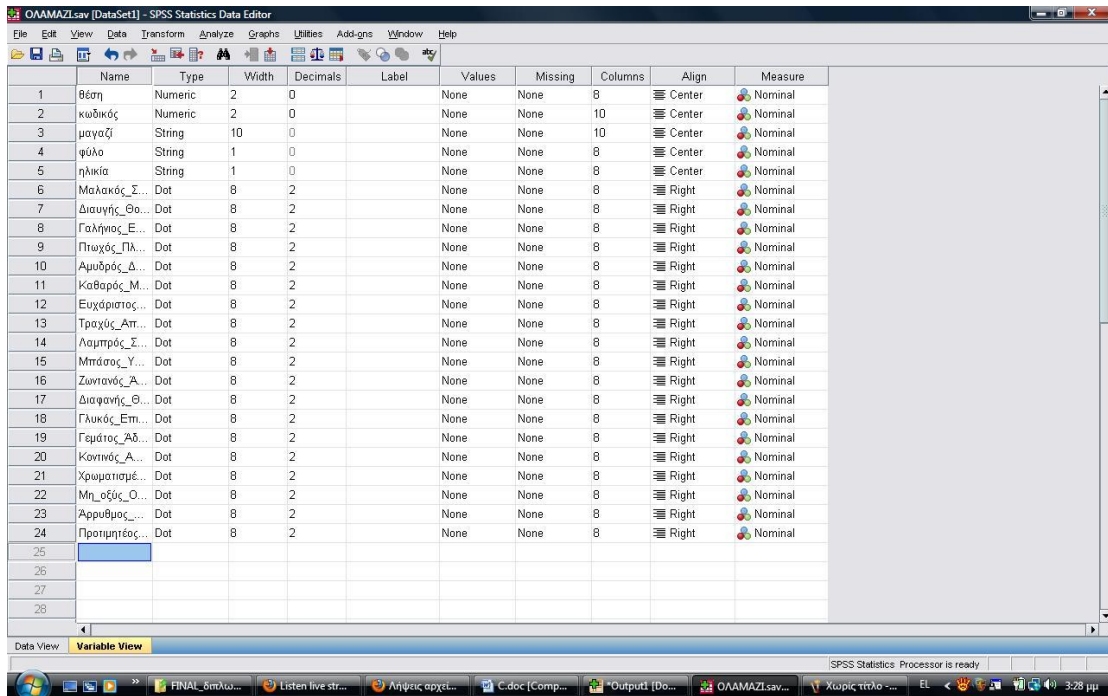 ΟΛΑΜΑΖΙ.sav [DataSet1] - SPSS Statistics Data Editor
File Edit View Data Transform Analyze Graphs Utilities Add-ons Window Help
Name Type Width Decimals Label Values Missing Columns Align Measure
1 θέση Numeric 2 0 None None 8 Center Nominal
2 κωδικός Numeric 2 0 None None 10 Center Nominal
3 μαγαζί String 10 0 None None 10 Center Nominal
4 φύλο String 1 0 None None 8 Center Nominal
5 ηλικία String 1 0 None None 8 Center Nominal
6 Μαλακός_Σ... Dot 8 2 None None 8 Right Nominal
7 Διαυγής_Θο... Dot 8 2 None None 8 Right Nominal
8 Γαλήνιος_Ε... Dot 8 2 None None 8 Right Nominal
9 Πτωχός_Πλ... Dot 8 2 None None 8 Right Nominal
10 Αμυδρός_Δ... Dot 8 2 None None 8 Right Nominal
11 Καθαρός_Μ... Dot 8 2 None None 8 Right Nominal
12 Ευχάριστος... Dot 8 2 None None 8 Right Nominal
13 Τραχύς_Απ... Dot 8 2 None None 8 Right Nominal
14 Λαμπρός_Σ... Dot 8 2 None None 8 Right Nominal
15 Μπάσος_Υ... Dot 8 2 None None 8 Right Nominal
16 Ζωντανός_Ά... Dot 8 2 None None 8 Right Nominal
17 Διαφανής_Θ... Dot 8 2 None None 8 Right Nominal
18 Γλυκός_Επι... Dot 8 2 None None 8 Right Nominal
19 Γεμάτος_Άδ... Dot 8 2 None None 8 Right Nominal
20 Κοντινός_Α... Dot 8 2 None None 8 Right Nominal
21 Χρωματισμέ... Dot 8 2 None None 8 Right Nominal
22 Μη_οξύς_Ο... Dot 8 2 None None 8 Right Nominal
23 Άρρυθμος_... Dot 8 2 None None 8 Right Nominal
24 Προτιμητέος... Dot 8 2 None None 8 Right Nominal
25
26
27
28
Data View Variable View
SPSS Statistics Processor is ready
» FINAL_διπλω... Listen live str... Λήψεις αρχεί... C.doc [Comp... *Output1 [Do... ΟΛΑΜΑΖΙ.sav... Χωρίς τίτλο -... EL < 3:28 μμ